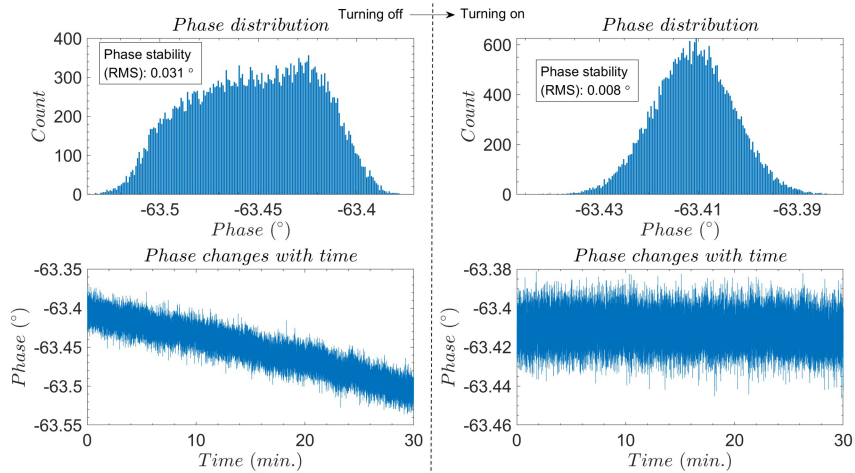 Turning off Turning on
Phase distribution
400
300
200
100
0
Count
Phase stability
(RMS): 0.031 °
-63.5 -63.45 -63.4
Phase (°)
Phase distribution
600
400
200
0
Count
Phase stability
(RMS): 0.008 °
-63.43 -63.41 -63.39
Phase (°)
Phase changes with time
-63.35
-63.4
-63.45
-63.5
-63.55
Phase (°)
0 10 20 30
Time (min.)
Phase changes with time
-63.38
-63.4
-63.42
-63.44
-63.46
Phase (°)
0 10 20 30
Time (min.)